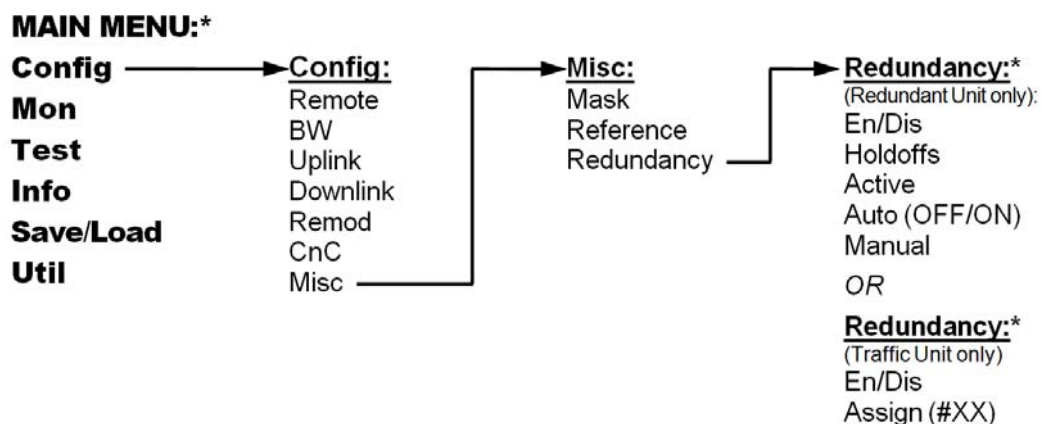 MAIN MENU:*
Config
Mon
Test
Info
Save/Load
Util
Config:
Remote
BW
Uplink
Downlink
Remod
CnC
Misc
Misc:
Mask
Reference
Redundancy
Redundancy:*
(Redundant Unit only):
En/Dis
Holdoffs
Active
Auto (OFF/ON)
Manual
OR
Redundancy:*
(Traffic Unit only)
En/Dis
Assign (#XX)